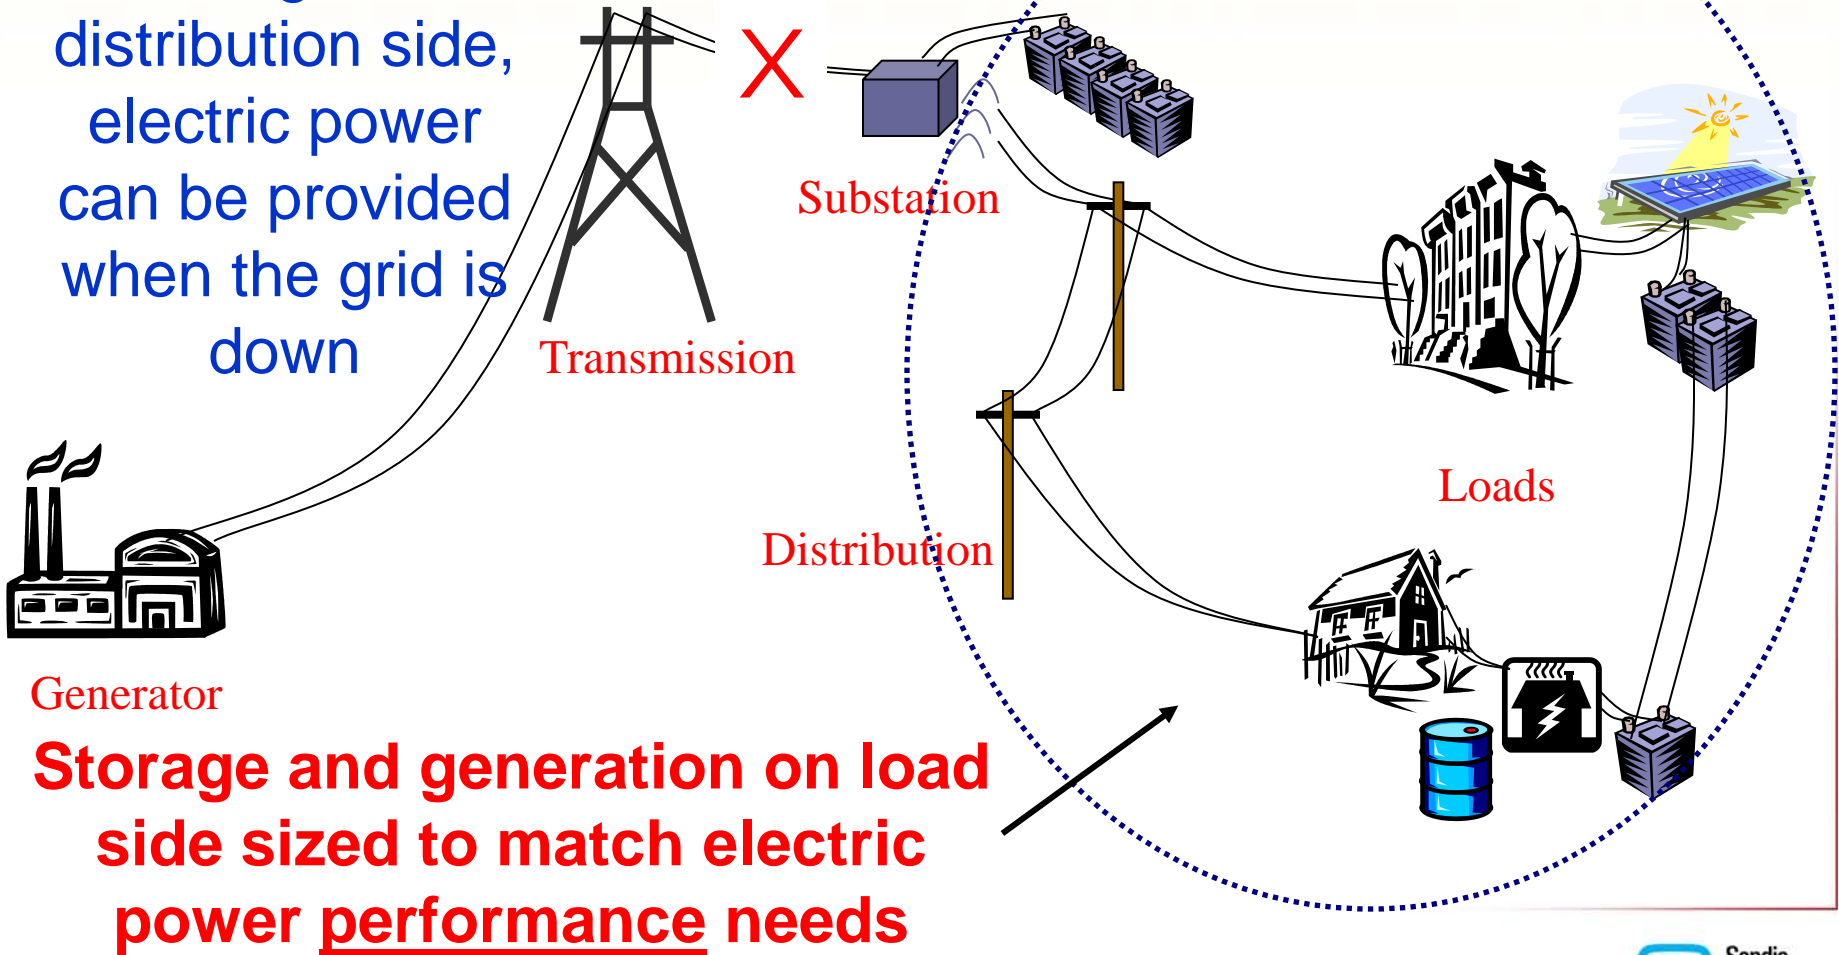 distribution side,
electric power
can be provided
when the grid is
down
X
Substation
Transmission
Loads
Distribution
Generator
Storage and generation on load
side sized to match electric
power performance needs